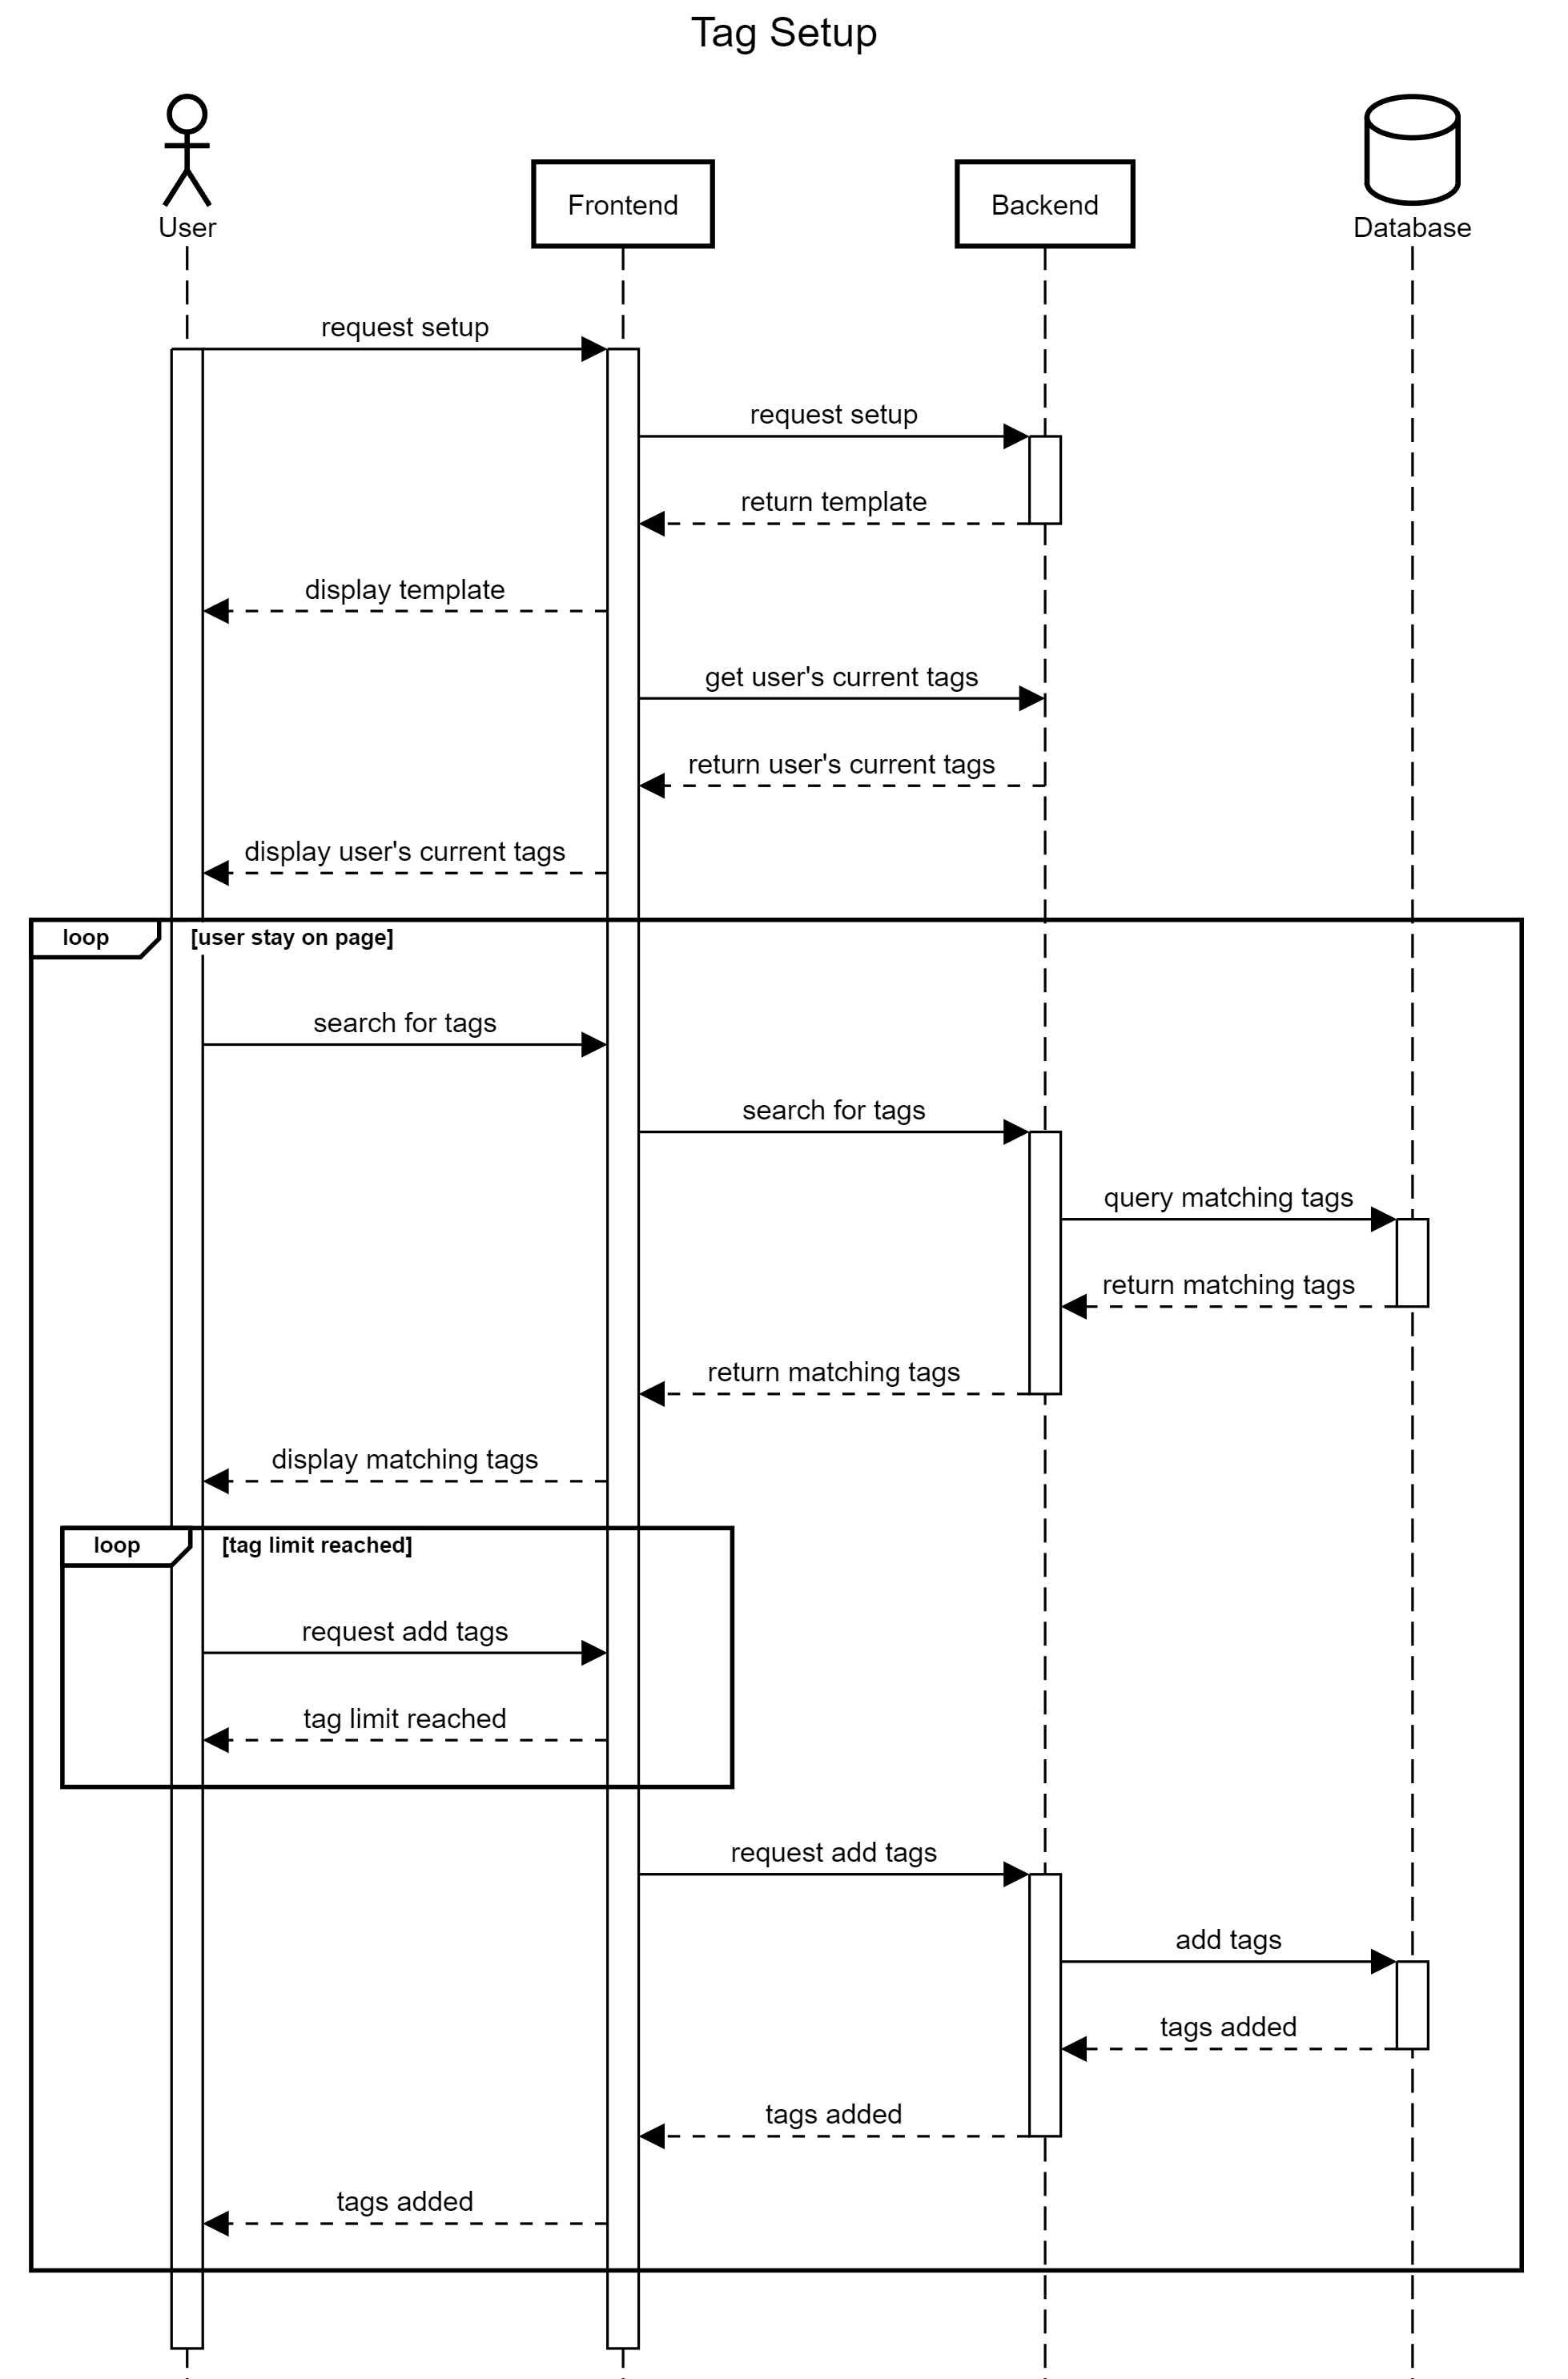 Tag Setup
User
Frontend
Backend
Database
request setup
request setup
return template
display template
get user's current tags
return user's current tags
display user's current tags
loop
[user stay on page]
search for tags
search for tags
query matching tags
return matching tags
return matching tags
display matching tags
loop
[tag limit reached]
request add tags
tag limit reached
request add tags
add tags
tags added
tags added
tags added